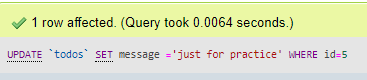 1 row affected. (Query took 0.0064 seconds.)
UPDATE `todos` SET message ='just for practice' WHERE id=5